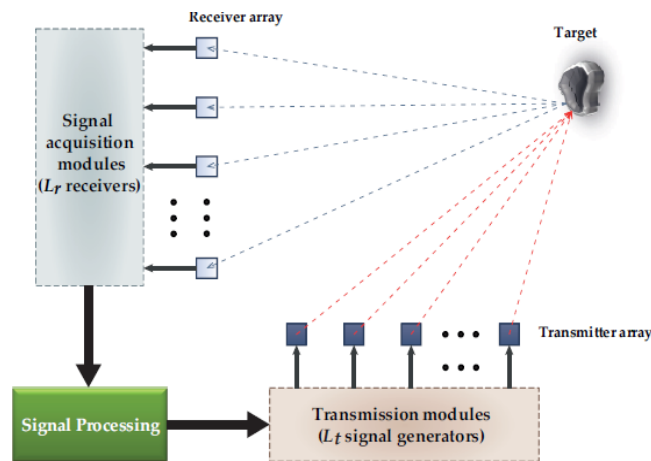 Receiver array
Target
Signal
acquisition
modules
(Lr receivers)
Transmitter array
Signal Processing
Transmission modules
(Lt signal generators)